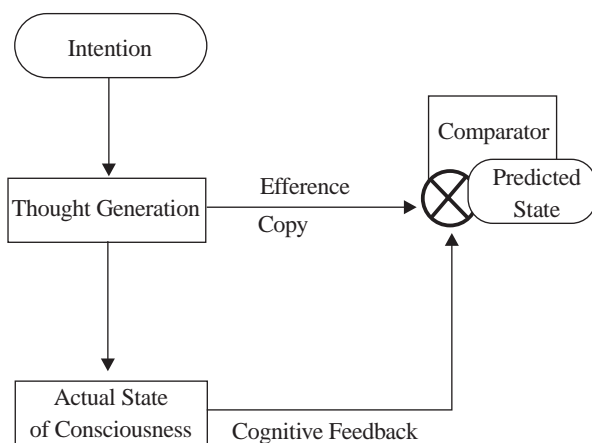 Intention
Comparator
Predicted
State
Thought Generation
Efference
Copy
Actual State
of Consciousness
Cognitive Feedback